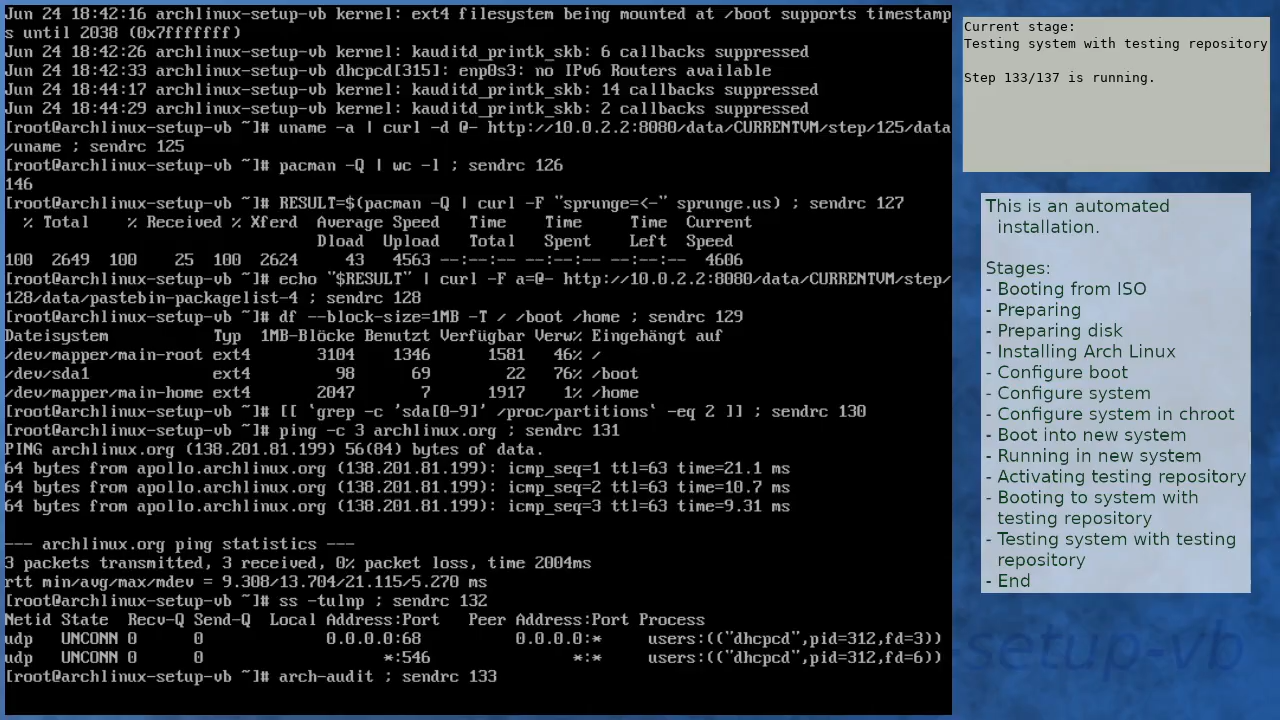 Jun 24 18:42:16 archlinux-setup-vb kernel: ext4 filesystem being mounted at /boot supports timestamp
s until 2038 (0x7fffffff)
Jun 24 18:42:26 archlinux-setup-vb kernel: kauditd_printk_skb: 6 callbacks suppressed
Jun 24 18:42:33 archlinux-setup-vb dhcpcd[315]: enp0s3: no IPv6 Routers available
Jun 24 18:44:17 archlinux-setup-vb kernel: kauditd_printk_skb: 14 callbacks suppressed
Jun 24 18:44:29 archlinux-setup-vb kernel: kauditd_printk_skb: 2 callbacks suppressed
[root@archlinux-setup-vb ~]# uname -a | curl -d @- http://10.0.2.2:8080/data/CURRENTVM/step/125/data
/uname ; sendrc 125
[root@archlinux-setup-vb ~]# pacman -Q | wc -l ; sendrc 126
146
[root@archlinux-setup-vb ~]# RESULT=$(pacman -Q | curl -F "sprunge=<-" sprunge.us) ; sendrc 127
  % Total    % Received % Xferd  Average Speed   Time    Time     Time  Current
                                 Dload  Upload   Total   Spent    Left  Speed
100  2649  100    25  100  2624     43   4563 --:--:-- --:--:-- --:--:--  4606
[root@archlinux-setup-vb ~]# echo "$RESULT" | curl -F a=@- http://10.0.2.2:8080/data/CURRENTVM/step/
128/data/pastebin-packagelist-4 ; sendrc 128
[root@archlinux-setup-vb ~]# df --block-size=1MB -T / /boot /home ; sendrc 129
Dateisystem           Typ  1MB-Blöcke Benutzt Verfügbar Verw% Eingehängt auf
/dev/mapper/main-root ext4       3104    1346      1581   46% /
/dev/sda1             ext4         98      69        22   76% /boot
/dev/mapper/main-home ext4       2047       7      1917    1% /home
[root@archlinux-setup-vb ~]# [[ `grep -c 'sda[0-9]' /proc/partitions` -eq 2 ]] ; sendrc 130
[root@archlinux-setup-vb ~]# ping -c 3 archlinux.org ; sendrc 131
PING archlinux.org (138.201.81.199) 56(84) bytes of data.
64 bytes from apollo.archlinux.org (138.201.81.199): icmp_seq=1 ttl=63 time=21.1 ms
64 bytes from apollo.archlinux.org (138.201.81.199): icmp_seq=2 ttl=63 time=10.7 ms
64 bytes from apollo.archlinux.org (138.201.81.199): icmp_seq=3 ttl=63 time=9.31 ms
--- archlinux.org ping statistics ---
3 packets transmitted, 3 received, 0% packet loss, time 2004ms
rtt min/avg/max/mdev = 9.308/13.704/21.115/5.270 ms
[root@archlinux-setup-vb ~]# ss -tulnp ; sendrc 132
Netid State  Recv-Q Send-Q  Local Address:Port   Peer Address:Port Process
udp   UNCONN 0      0             0.0.0.0:68          0.0.0.0:*     users:(("dhcpcd",pid=312,fd=3))
udp   UNCONN 0      0                   *:546               *:*     users:(("dhcpcd",pid=312,fd=6))
[root@archlinux-setup-vb ~]# arch-audit ; sendrc 133
Current stage:
Testing system with testing repository
Step 133/137 is running.
This is an automated
installation.
Stages:
- Booting from ISO
- Preparing
- Preparing disk
- Installing Arch Linux
- Configure boot
- Configure system
- Configure system in chroot
- Boot into new system
- Running in new system
- Activating testing repository
- Booting to system with
testing repository
- Testing system with testing
repository
- End
setup-vb